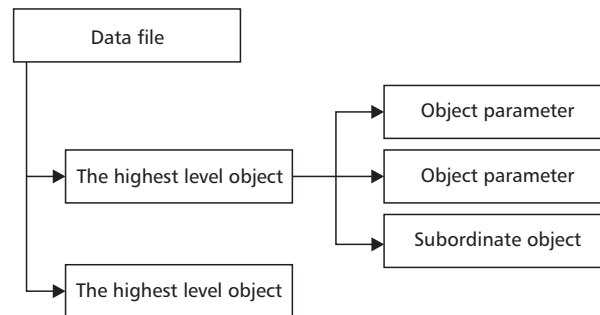 Data file
Object parameter
The highest level object
Object parameter
Subordinate object
The highest level object